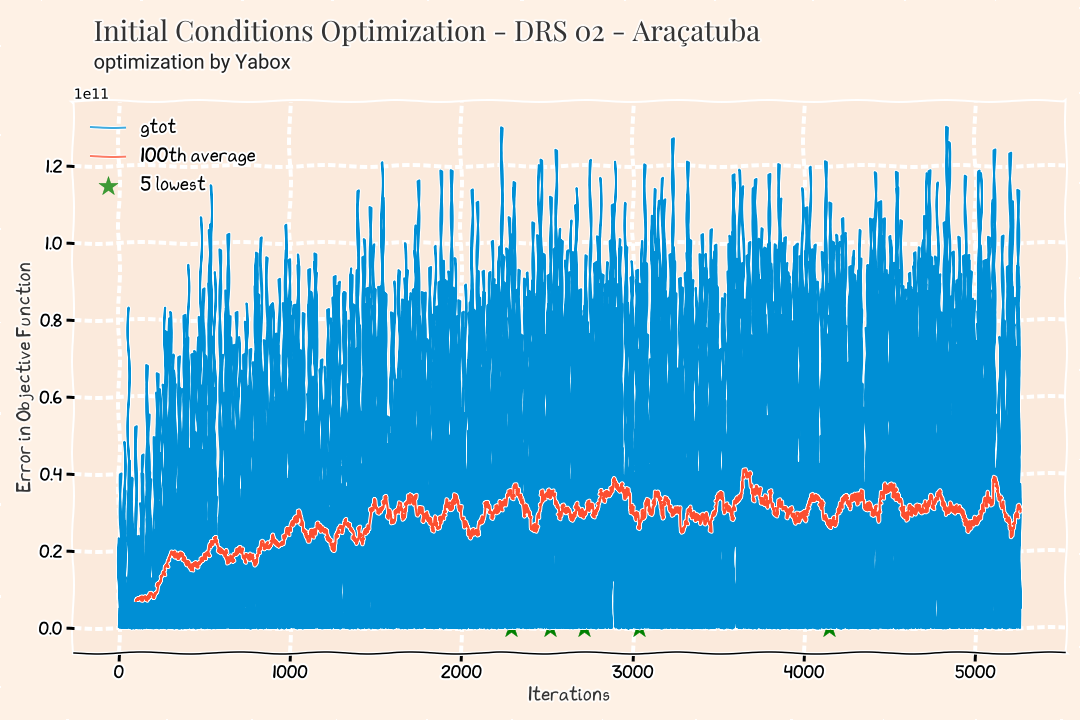 Initial Conditions Optimization - DRS 02 - Araçatuba
optimization by Yabox
1e11
gtot
100th average
5 lowest
1.2
1.0
0.8
0.6
0.4
0.2
0.0
Error in Objective Function
0 1000 2000 3000 4000 5000
Iterations